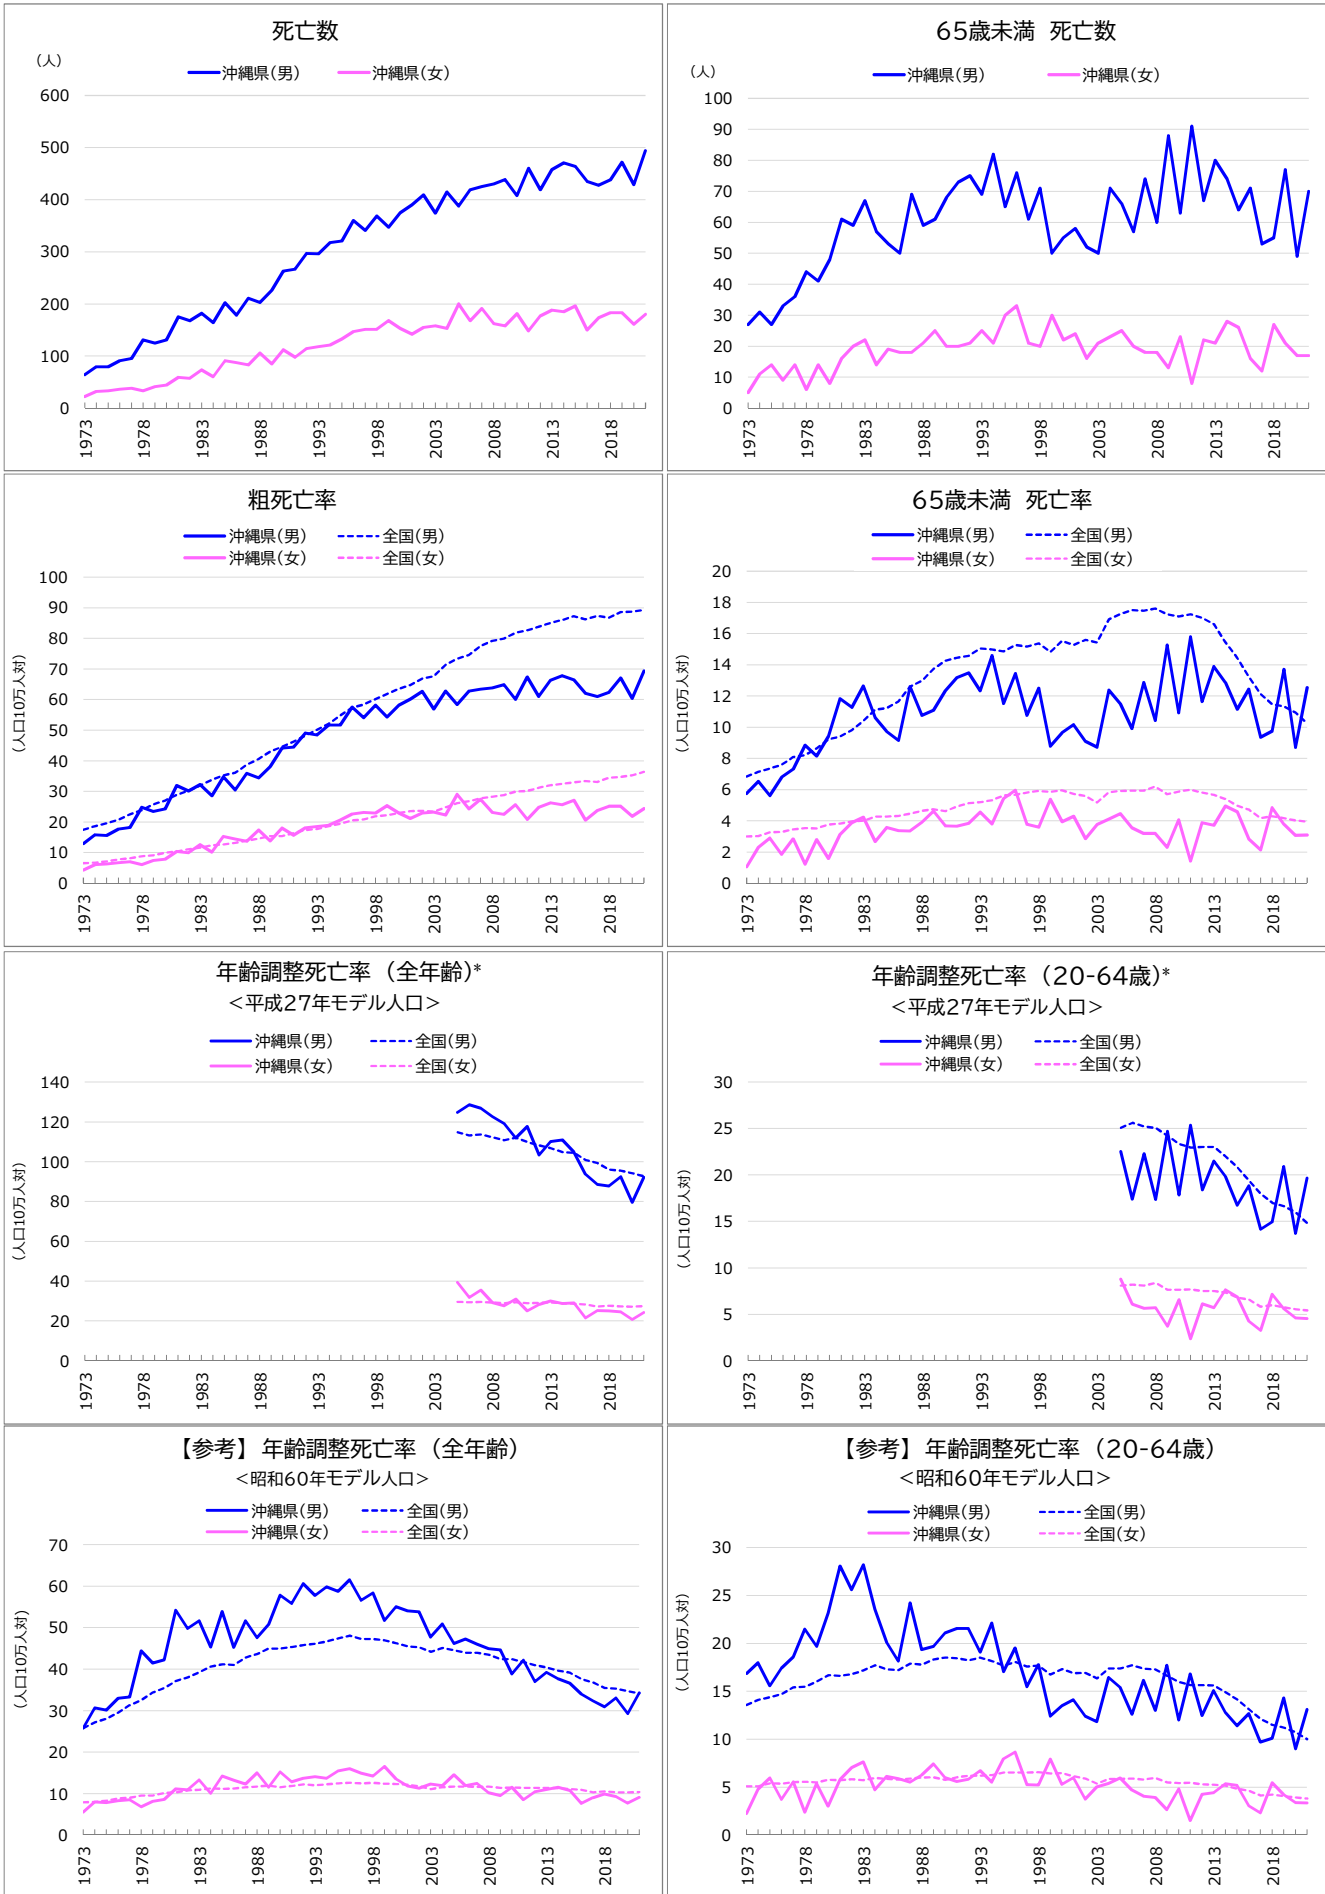 死亡数
(人)
沖縄県(男) 沖縄県(女)
600
500
400
300
200
100
0
1973 1978 1983 1988 1993 1998 2003 2008 2013 2018
65歳未満 死亡数
(人)
沖縄県(男) 沖縄県(女)
100
90
80
70
60
50
40
30
20
10
0
1973 1978 1983 1988 1993 1998 2003 2008 2013 2018
粗死亡率
沖縄県(男) 全国(男)
沖縄県(女) 全国(女)
(人口10万人対)
100
90
80
70
60
50
40
30
20
10
0
1973 1978 1983 1988 1993 1998 2003 2008 2013 2018
65歳未満 死亡率
沖縄県(男) 全国(男)
沖縄県(女) 全国(女)
(人口10万人対)
20
18
16
14
12
10
8
6
4
2
0
1973 1978 1983 1988 1993 1998 2003 2008 2013 2018
年齢調整死亡率（全年齢)*
＜平成27年モデル人口＞
沖縄県(男) 全国(男)
沖縄県(女) 全国(女)
(人口10万人対)
140
120
100
80
60
40
20
0
1973 1978 1983 1988 1993 1998 2003 2008 2013 2018
年齢調整死亡率（20-64歳)*
＜平成27年モデル人口＞
沖縄県(男) 全国(男)
沖縄県(女) 全国(女)
(人口10万人対)
30
25
20
15
10
5
0
1973 1978 1983 1988 1993 1998 2003 2008 2013 2018
【参考】年齢調整死亡率（全年齢）
＜昭和60年モデル人口＞
沖縄県(男) 全国(男)
沖縄県(女) 全国(女)
(人口10万人対)
70
60
50
40
30
20
10
0
1973 1978 1983 1988 1993 1998 2003 2008 2013 2018
【参考】年齢調整死亡率（20-64歳）
＜昭和60年モデル人口＞
沖縄県(男) 全国(男)
沖縄県(女) 全国(女)
(人口10万人対)
30
25
20
15
10
5
0
1973 1978 1983 1988 1993 1998 2003 2008 2013 2018